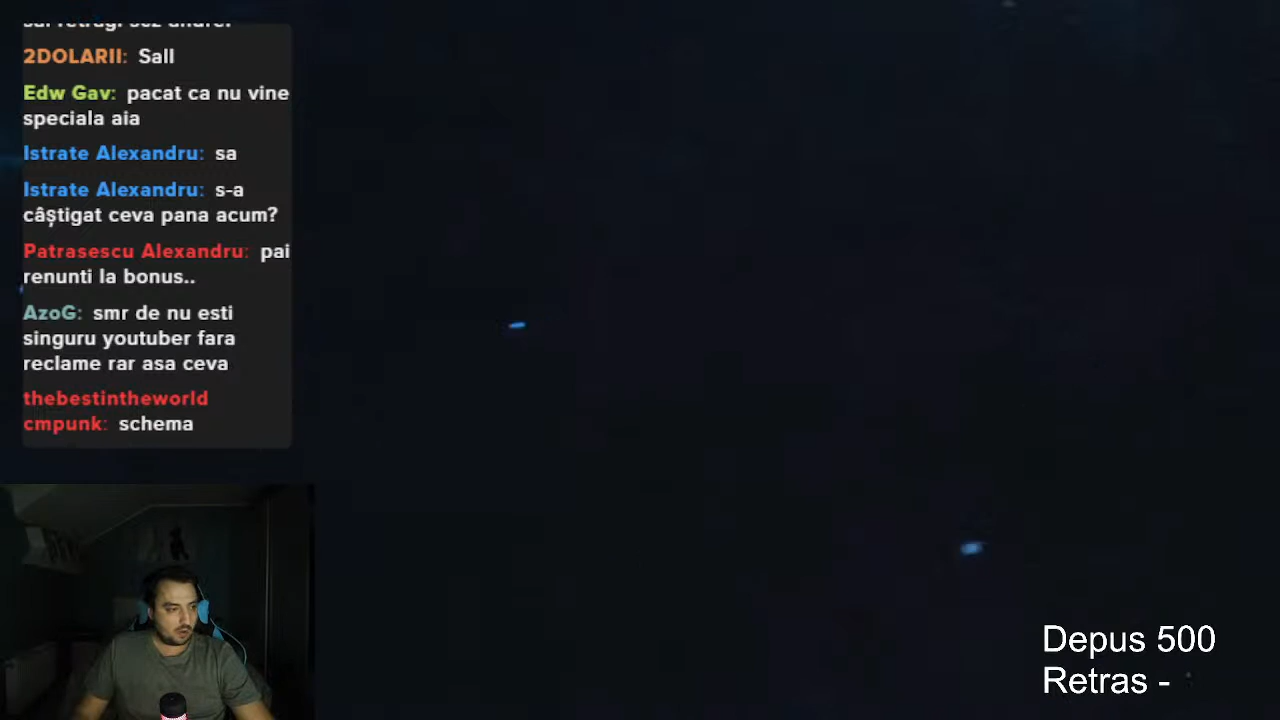 2DOLARII: Sall
Edw Gav: pacat ca nu vine
speciala aia
Istrate Alexandru: sa
Istrate Alexandru: s-a
câștigat ceva pana acum?
Patrasescu Alexandru: pai
renunti la bonus..
AzoG: smr de nu esti
singuru youtuber fara
reclame rar asa ceva
thebestintheworld
cmpunk: schema
Depus 500
Retras -